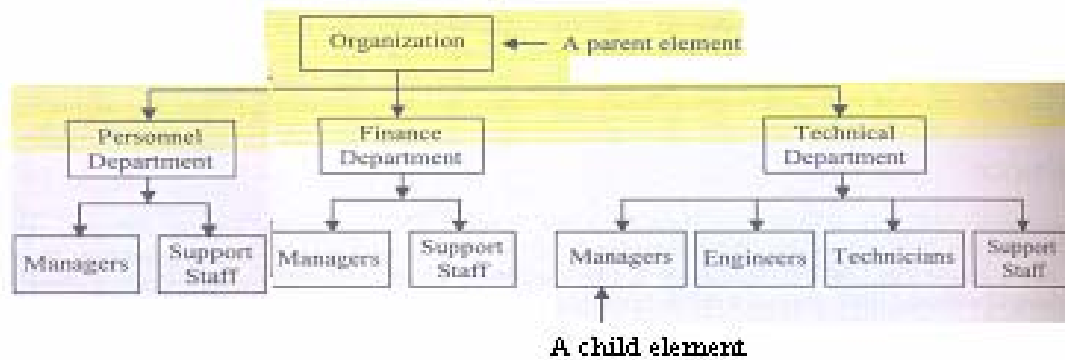 Organization
A parent element
Personnel
Department
Finance
Department
Technical
Department
Managers
Support
Staff
Managers
Support
Staff
Managers
Engineers
Technicians
Support
Staff
A child element